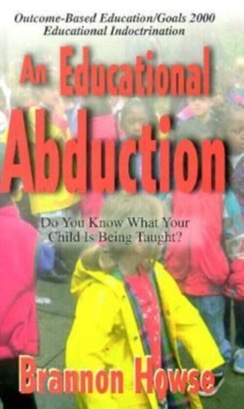 Outcome-Based Education/Goals 2000
Educational Indoctrination
An Educational
Abduction
Do You Know What Your
Child Is Being Taught?
Brannon Howse